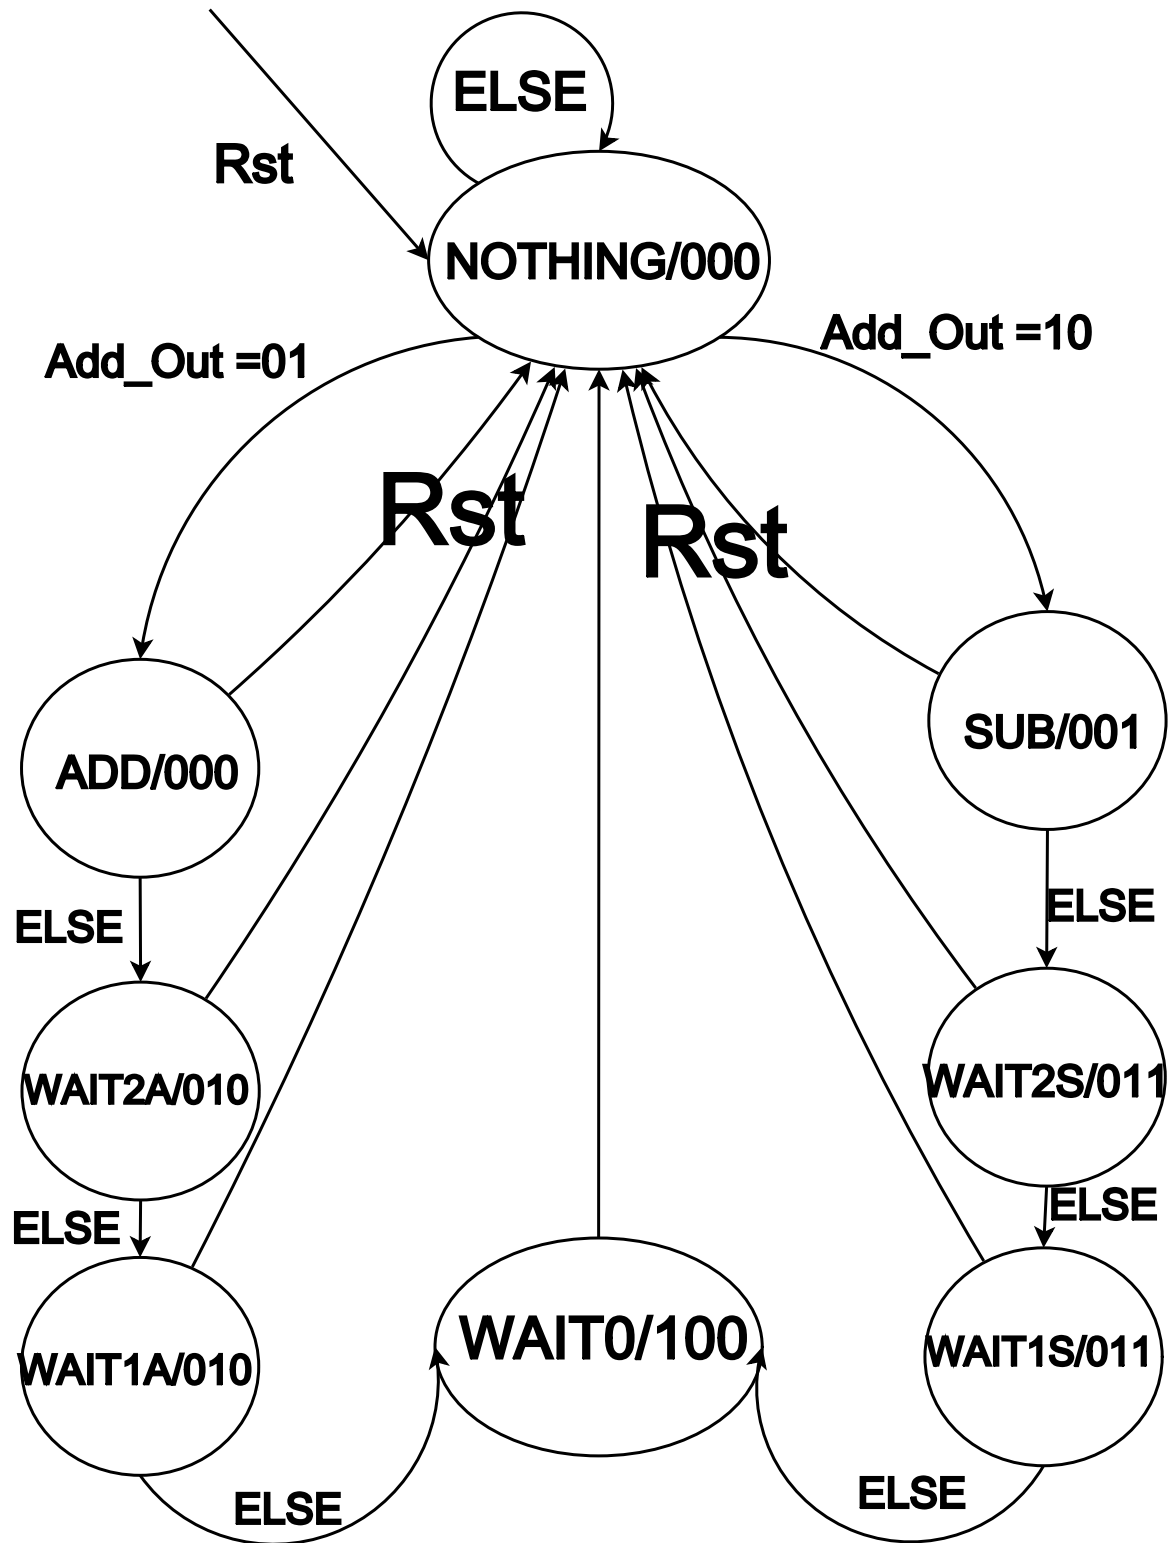 ELSE
Rst
NOTHING/000
Add_Out =01
Add_Out =10
Rst
Rst
ADD/000
SUB/001
ELSE
ELSE
WAIT2A/010
WAIT2S/011
ELSE
ELSE
WAIT1A/010
WAIT0/100
WAIT1S/011
ELSE
ELSE